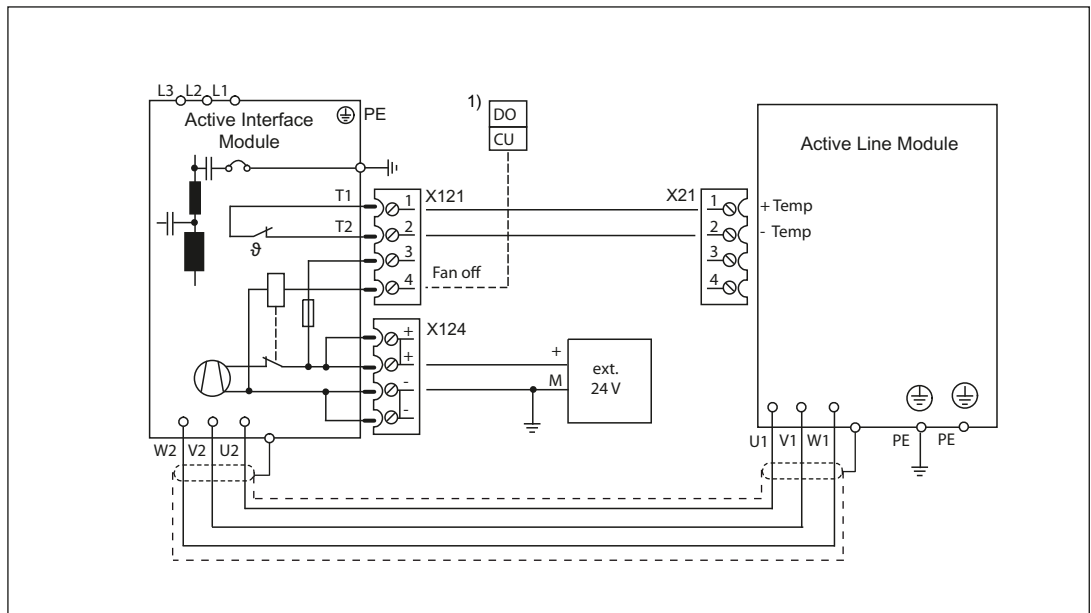 L3 L2 L1
PE
Active Interface
Module
1)
DO
CU
Active Line Module
T1
T2
ϑ
X121
1
2
3
4
Fan off
X21
1
2
3
4
+ Temp
- Temp
X124
+
+
-
-
+
M
ext.
24 V
W2 V2 U2
U1 V1 W1
PE PE